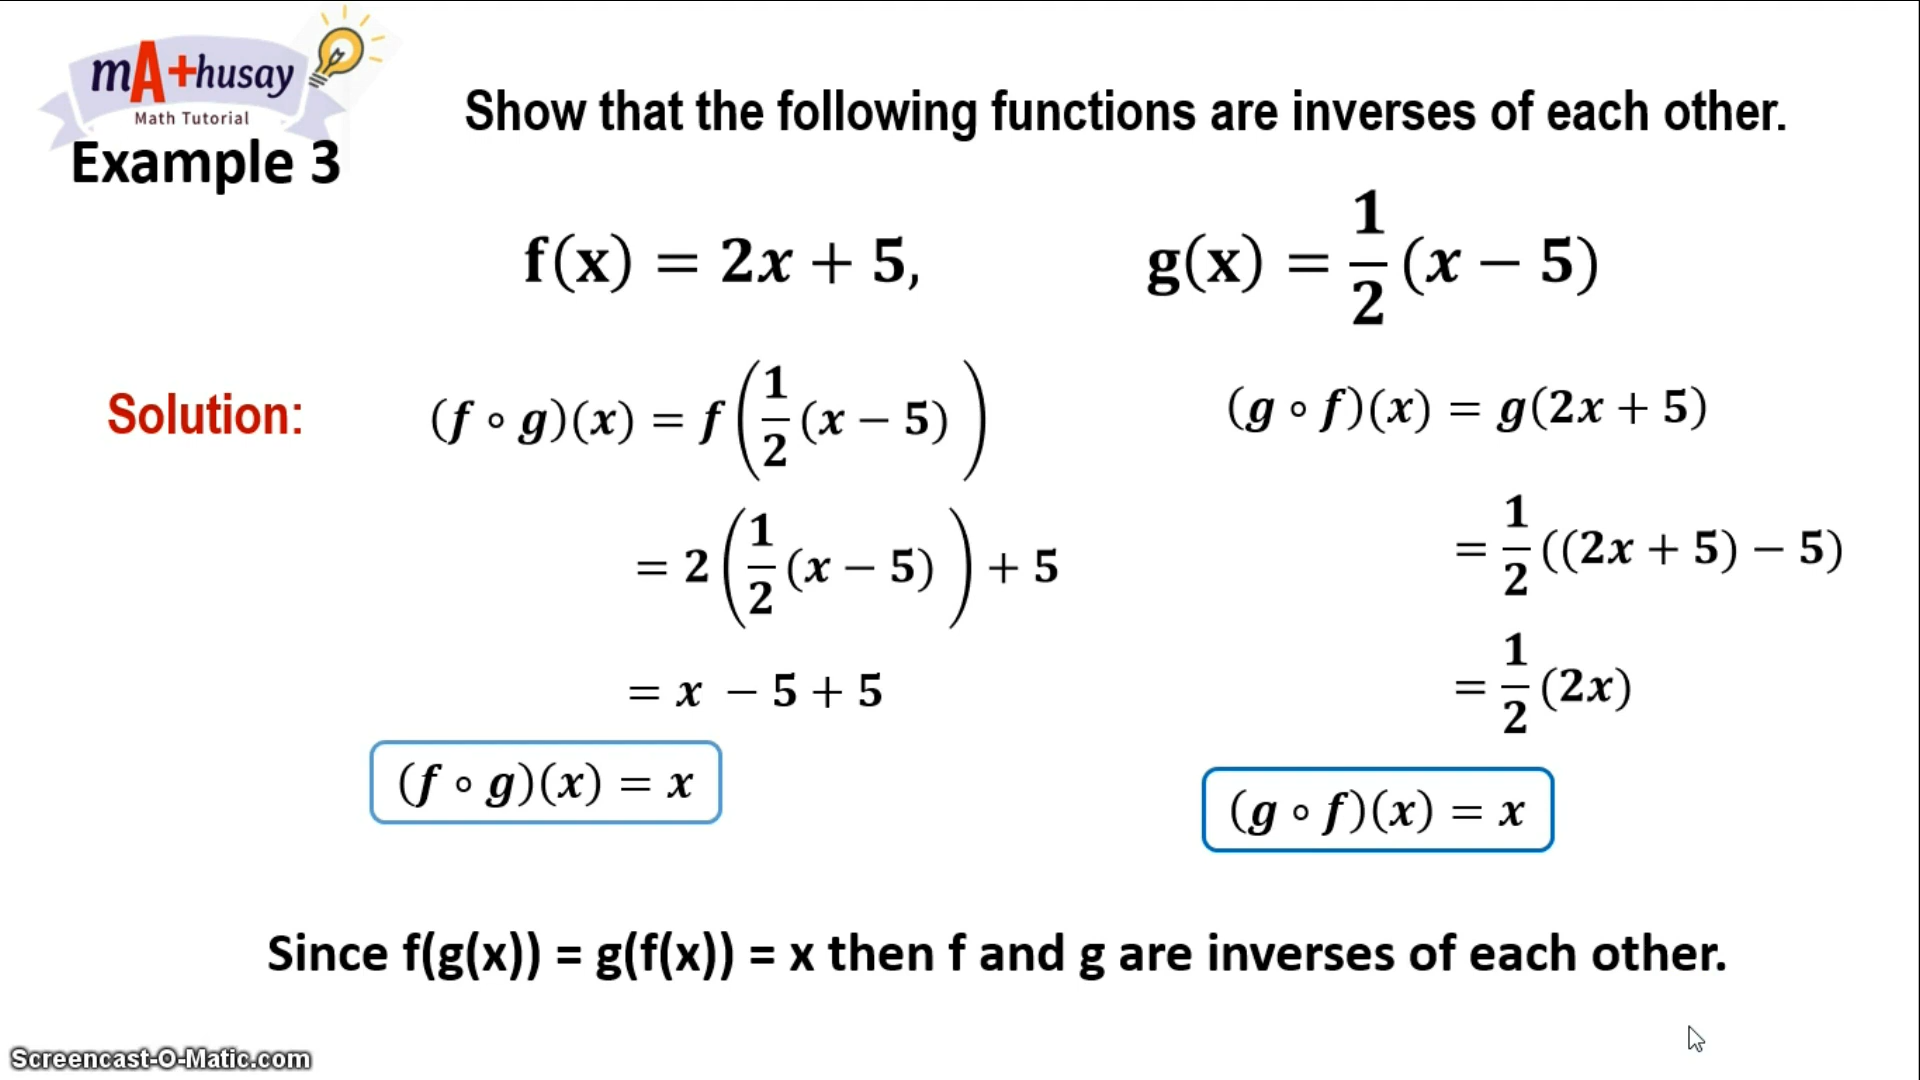 mA+husay
Math Tutorial
Example 3
Show that the following functions are inverses of each other.
f(x) = 2x + 5,
g(x) = 1/2 (x − 5)
Solution:
(f ∘ g)(x) = f(1/2 (x − 5))
= 2(1/2 (x − 5)) + 5
= x − 5 + 5
(f ∘ g)(x) = x
(g ∘ f)(x) = g(2x + 5)
= 1/2 ((2x + 5) − 5)
= 1/2 (2x)
(g ∘ f)(x) = x
Since f(g(x)) = g(f(x)) = x then f and g are inverses of each other.
Screencast-O-Matic.com